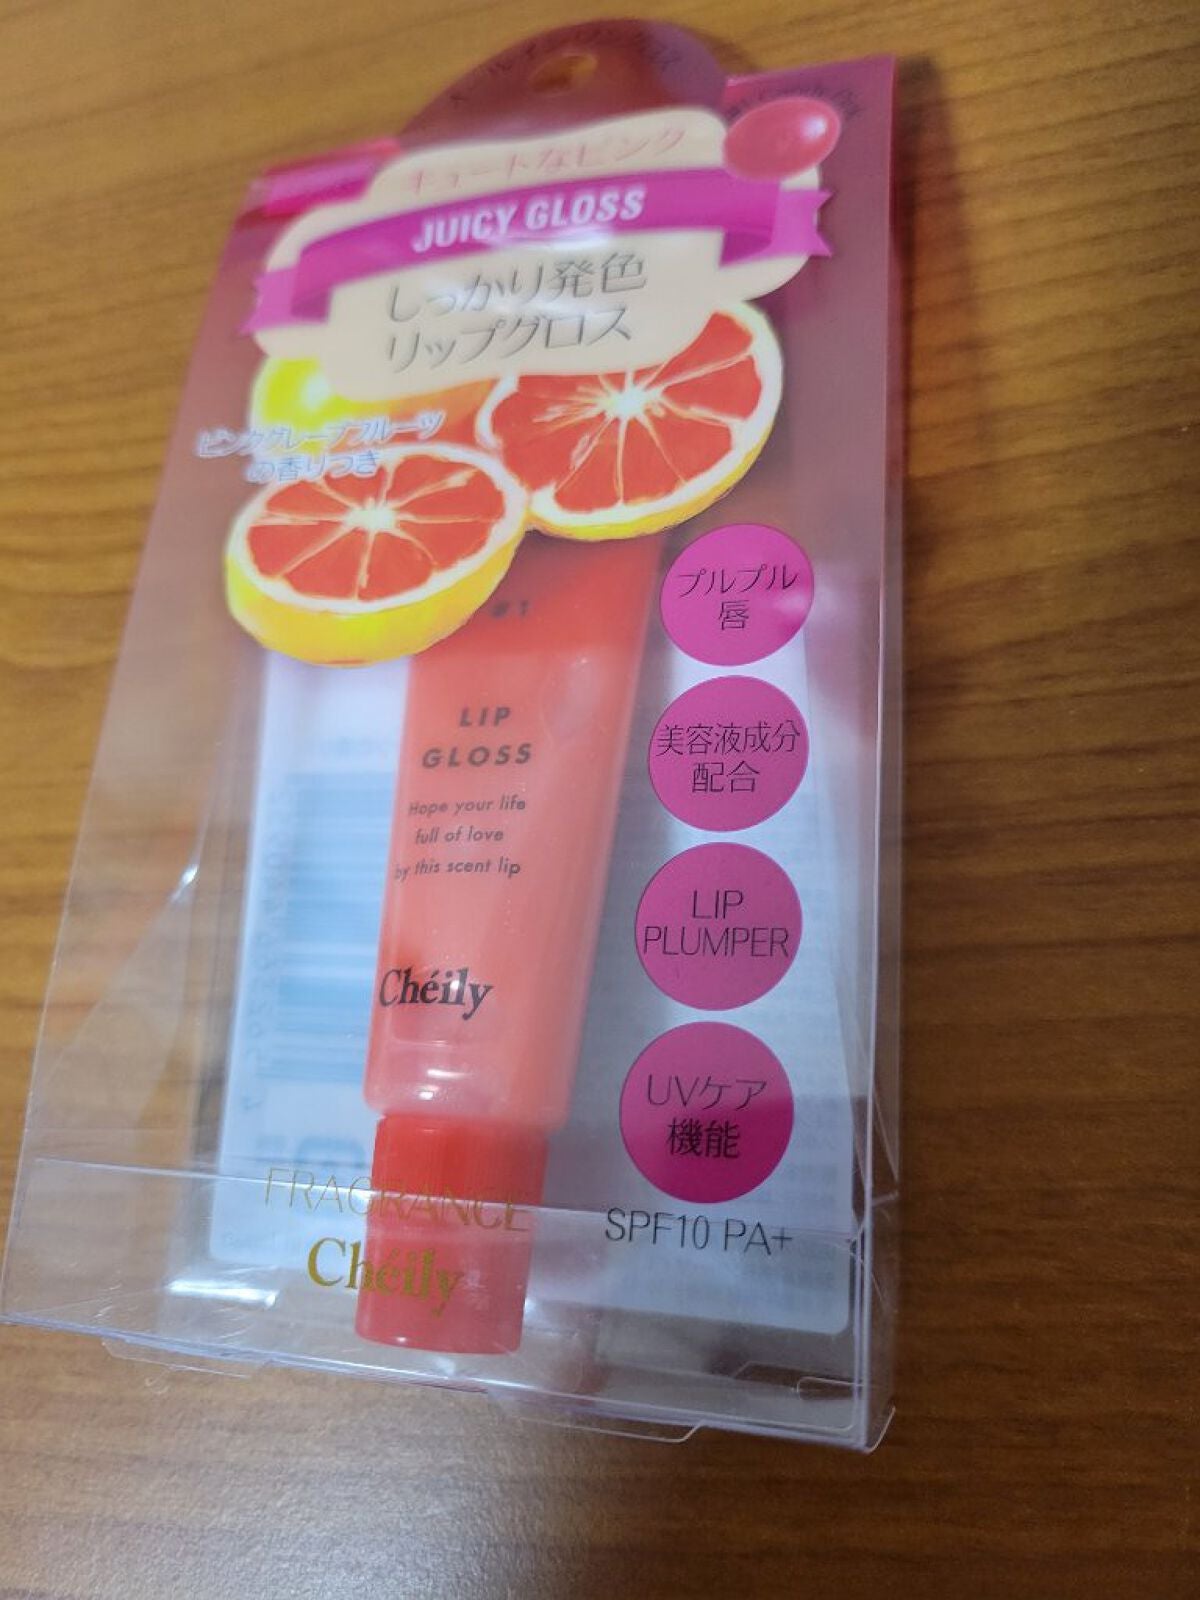 キュートなピンク
JUICY GLOSS
しっかり発色
リップグロス
ピンクグレープフルーツ
の香りつき
#1
LIP
GLOSS
Hope your life
full of love
by this scent lip
Chéily
プルプル
唇
美容液成分
配合
LIP
PLUMPER
UVケア
機能
SPF10 PA+
FRAGRANCE
Chéily